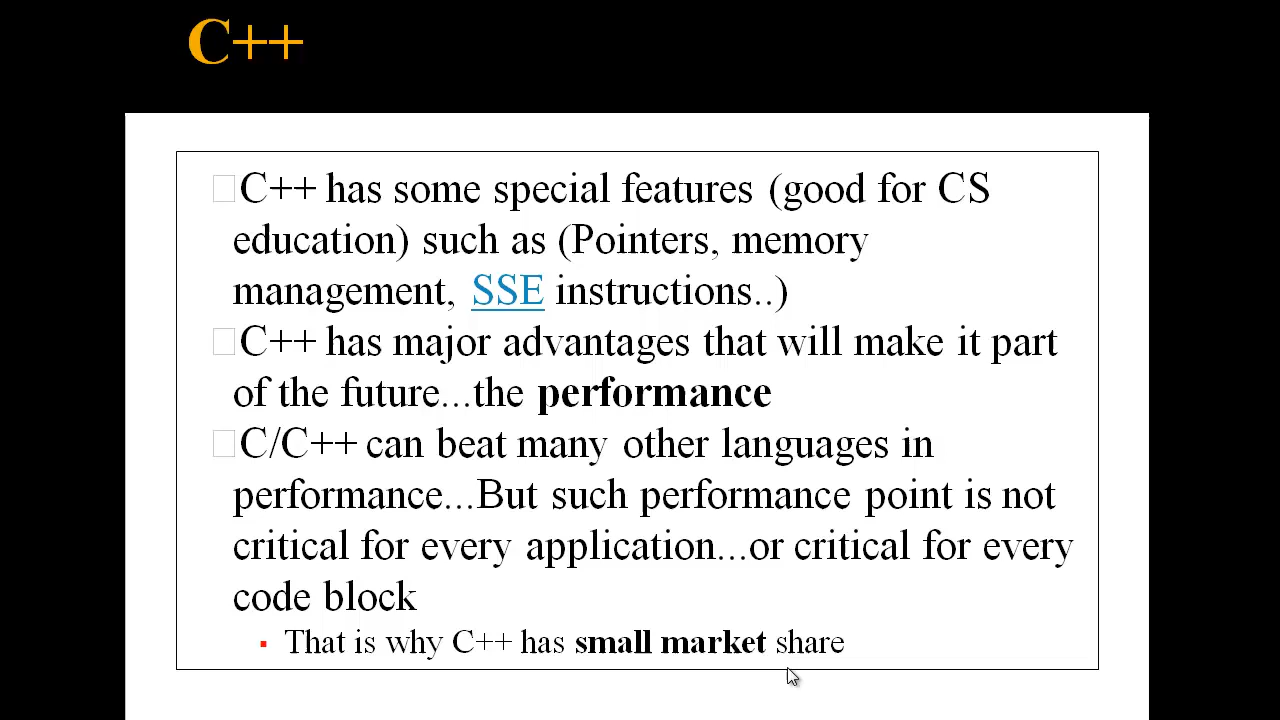 C++
C++ has some special features (good for CS
education) such as (Pointers, memory
management, SSE instructions..)
C++ has major advantages that will make it part
of the future...the performance
C/C++ can beat many other languages in
performance...But such performance point is not
critical for every application...or critical for every
code block
▪ That is why C++ has small market share